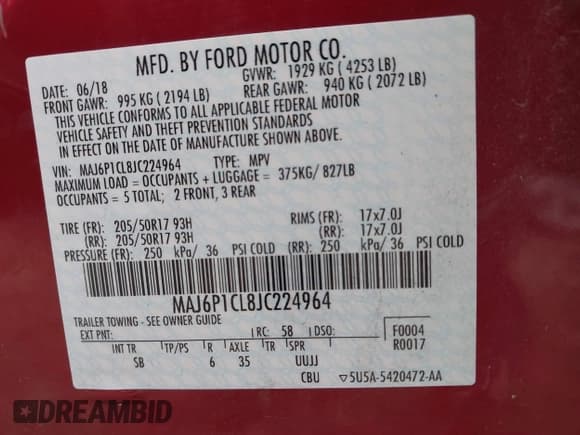 MFD. BY FORD MOTOR CO.
DATE: 06/18 GVWR: 1929 KG ( 4253 LB)
FRONT GAWR: 995 KG ( 2194 LB) REAR GAWR: 940 KG ( 2072 LB)
THIS VEHICLE CONFORMS TO ALL APPLICABLE FEDERAL MOTOR
VEHICLE SAFETY AND THEFT PREVENTION STANDARDS
IN EFFECT ON THE DATE OF MANUFACTURE SHOWN ABOVE.
VIN: MAJ6P1CL8JC224964 TYPE: MPV
MAXIMUM LOAD = OCCUPANTS + LUGGAGE = 375KG/ 827LB
OCCUPANTS = 5 TOTAL; 2 FRONT, 3 REAR
TIRE (FR): 205/50R17 93H RIMS (FR): 17x7.0J
(RR): 205/50R17 93H (RR): 17x7.0J
PRESSURE (FR): 250 kPa/ 36 PSI COLD (RR): 250 kPa/ 36 PSI COLD
MAJ6P1CL8JC224964
TRAILER TOWING - SEE OWNER GUIDE
EXT PNT: RC: 58 DSO: F0004
INT TR TP/PS R AXLE TR SPR R0017
SB 6 35 UUJJ
CBU ▽5U5A-5420472-AA
DREAMBID